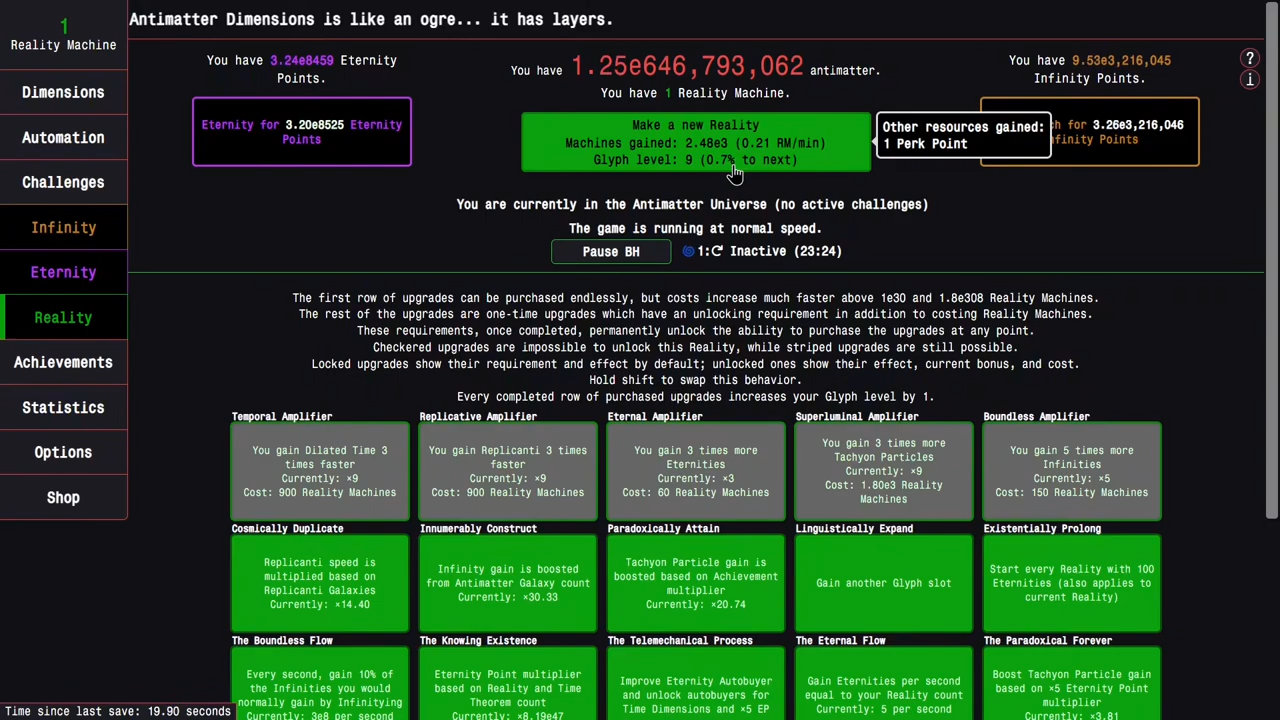 1
Reality Machine
Dimensions
Automation
Challenges
Infinity
Eternity
Reality
Achievements
Statistics
Options
Shop
Antimatter Dimensions is like an ogre... it has layers.
You have 3.24e8459 Eternity
Points.
Eternity for 3.20e8525 Eternity
Points
You have 1.25e646,793,062 antimatter.
You have 1 Reality Machine.
Make a new Reality
Machines gained: 2.48e3 (0.21 RM/min)
Glyph level: 9 (0.7% to next)
Other resources gained:
1 Perk Point
You have 9.53e3,216,045
Infinity Points.
ch for 3.26e3,216,046
Infinity Points
?
i
You are currently in the Antimatter Universe (no active challenges)
The game is running at normal speed.
Pause BH
1: Inactive (23:24)
The first row of upgrades can be purchased endlessly, but costs increase much faster above 1e30 and 1.8e308 Reality Machines.
The rest of the upgrades are one-time upgrades which have an unlocking requirement in addition to costing Reality Machines.
These requirements, once completed, permanently unlock the ability to purchase the upgrades at any point.
Checkered upgrades are impossible to unlock this Reality, while striped upgrades are still possible.
Locked upgrades show their requirement and effect by default; unlocked ones show their effect, current bonus, and cost.
Hold shift to swap this behavior.
Every completed row of purchased upgrades increases your Glyph level by 1.
Temporal Amplifier
You gain Dilated Time 3
times faster
Currently: ×9
Cost: 900 Reality Machines
Replicative Amplifier
You gain Replicanti 3 times
faster
Currently: ×9
Cost: 900 Reality Machines
Eternal Amplifier
You gain 3 times more
Eternities
Currently: ×3
Cost: 60 Reality Machines
Superluminal Amplifier
You gain 3 times more
Tachyon Particles
Currently: ×9
Cost: 1.80e3 Reality
Machines
Boundless Amplifier
You gain 5 times more
Infinities
Currently: ×5
Cost: 150 Reality Machines
Cosmically Duplicate
Replicanti speed is
multiplied based on
Replicanti Galaxies
Currently: ×14.40
Innumerably Construct
Infinity gain is boosted
from Antimatter Galaxy count
Currently: ×30.33
Paradoxically Attain
Tachyon Particle gain is
boosted based on Achievement
multiplier
Currently: ×20.74
Linguistically Expand
Gain another Glyph slot
Existentially Prolong
Start every Reality with 100
Eternities (also applies to
current Reality)
The Boundless Flow
Every second, gain 10% of
the Infinities you would
normally gain by Infinitying
Currently: 3e8 per second
The Knowing Existence
Eternity Point multiplier
based on Reality and Time
Theorem count
Currently: ×8.19e47
The Telemechanical Process
Improve Eternity Autobuyer
and unlock autobuyers for
Time Dimensions and ×5 EP
The Eternal Flow
Gain Eternities per second
equal to your Reality count
Currently: 5 per second
The Paradoxical Forever
Boost Tachyon Particle gain
based on ×5 Eternity Point
multiplier
Currently: ×3.81
Time since last save: 19.90 seconds